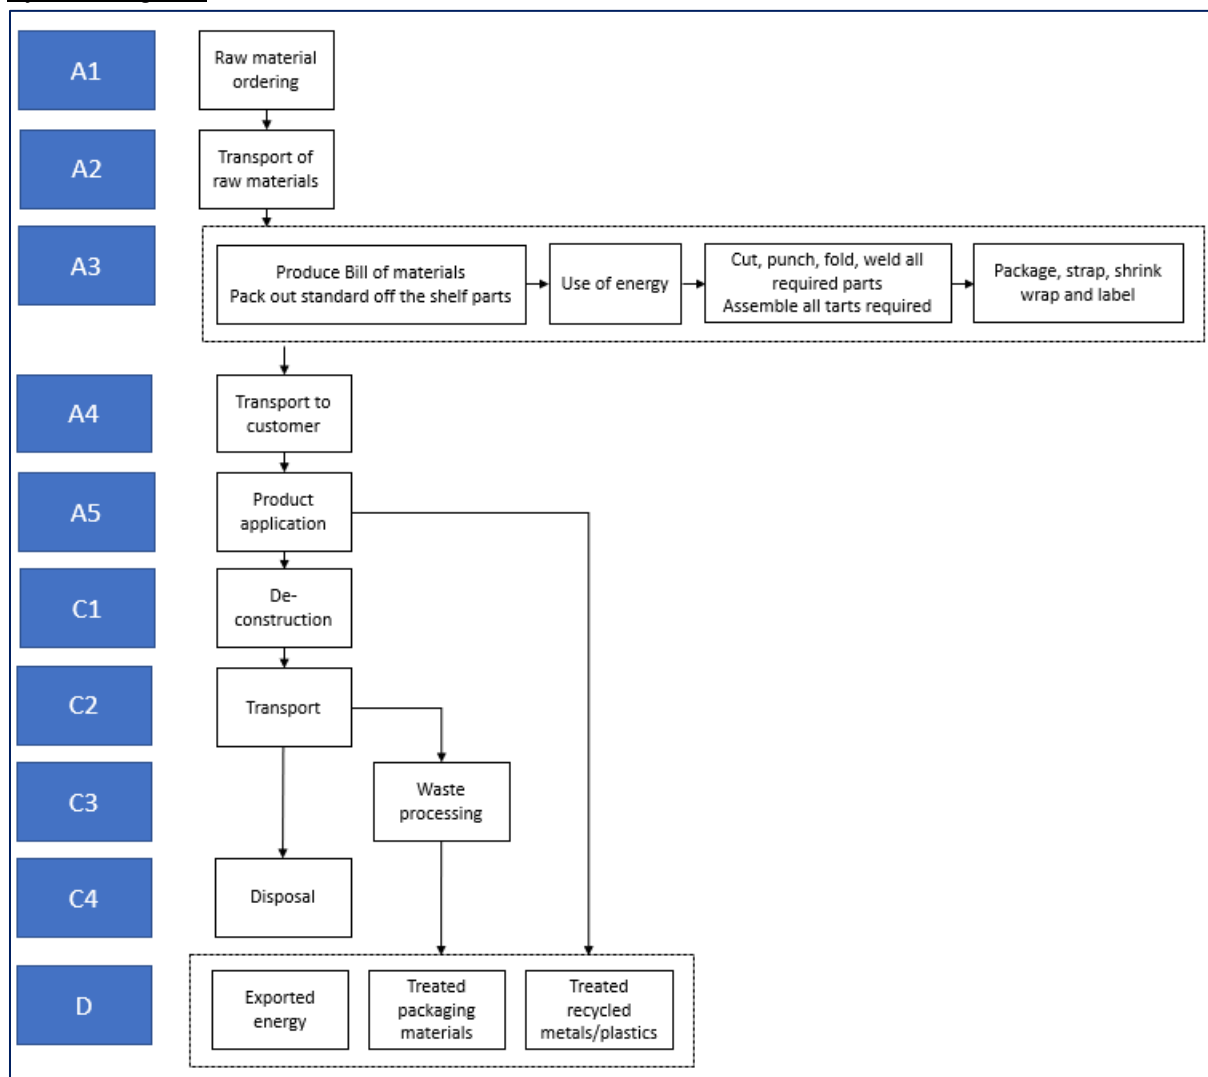 A1
Raw material
ordering
A2
Transport of
raw materials
A3
Produce Bill of materials
Pack out standard off the shelf parts
Use of energy
Cut, punch, fold, weld all
required parts
Assemble all tarts required
Package, strap, shrink
wrap and label
A4
Transport to
customer
A5
Product
application
C1
De-
construction
C2
Transport
C3
Waste
processing
C4
Disposal
D
Exported
energy
Treated
packaging
materials
Treated
recycled
metals/plastics